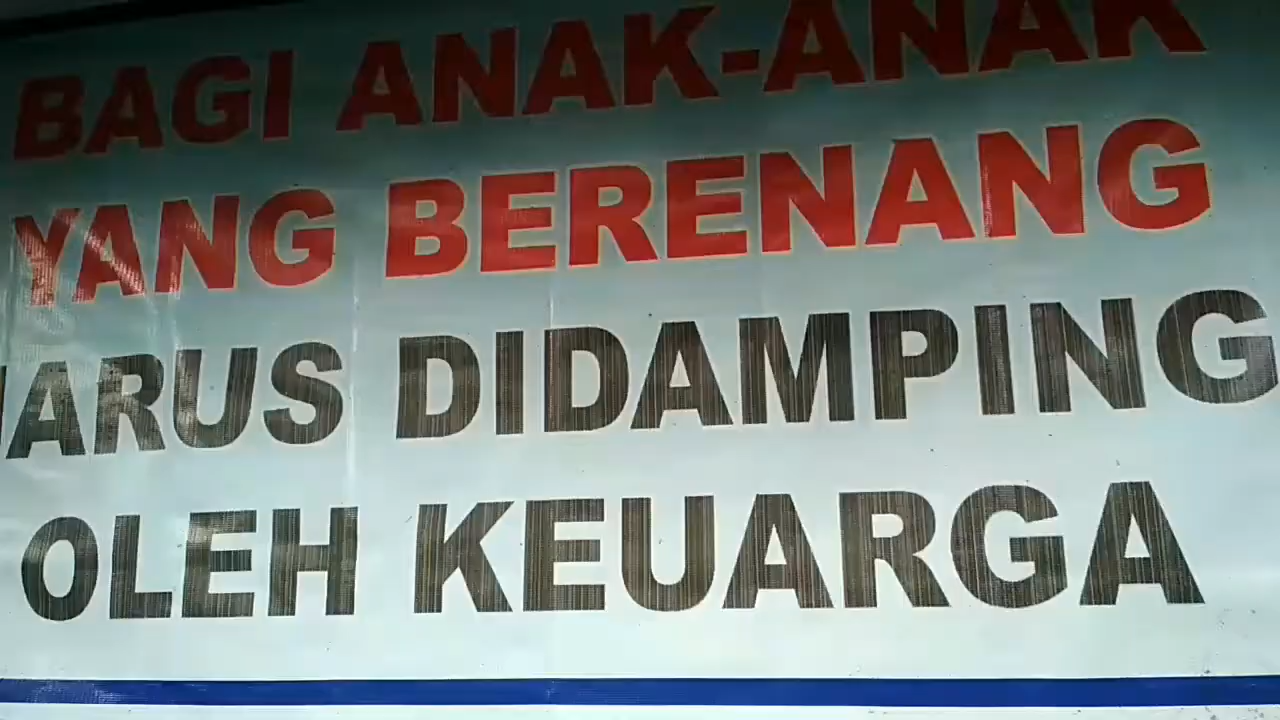 BAGI ANAK-ANAK
YANG BERENANG
HARUS DIDAMPING
OLEH KEUARGA